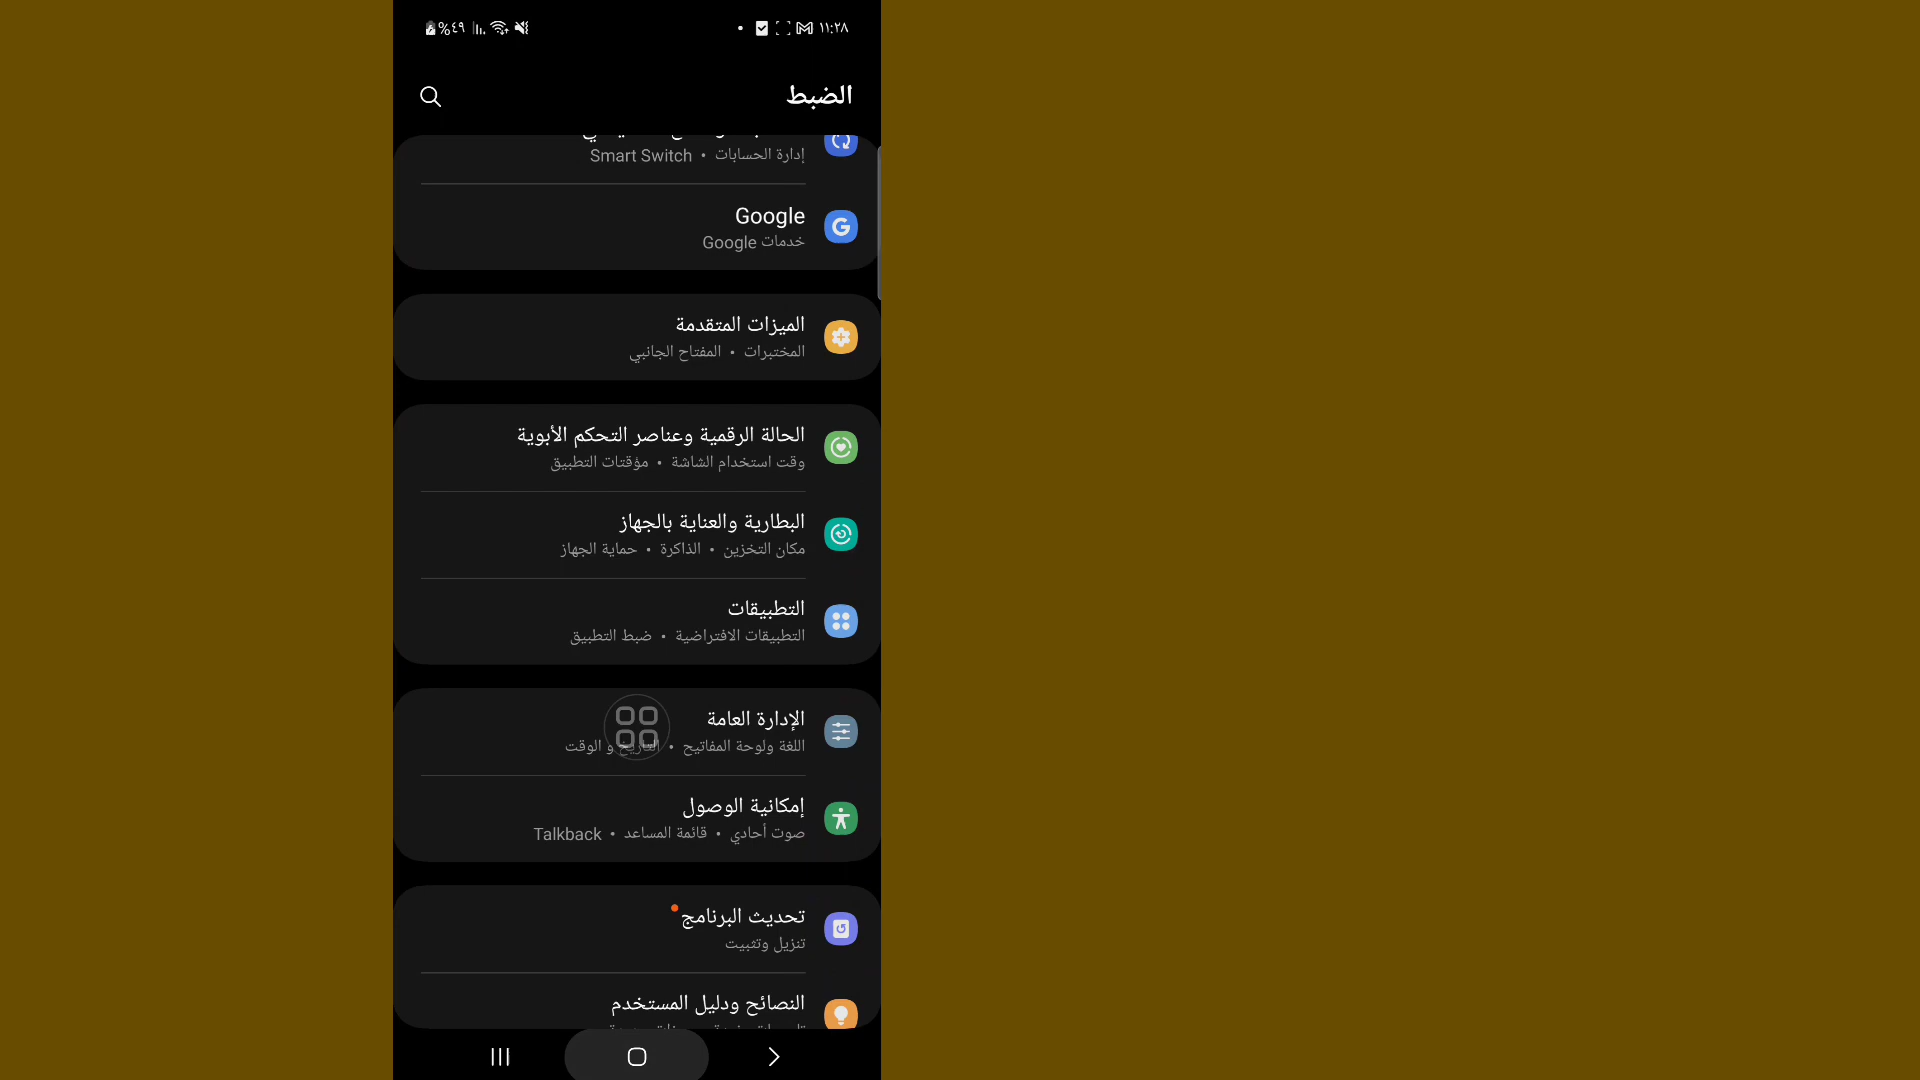 ١١:٢٨
%٤٩
الضبط
إدارة الحسابات • Smart Switch
Google
خدمات Google
الميزات المتقدمة
المختبرات • المفتاح الجانبي
الحالة الرقمية وعناصر التحكم الأبوية
وقت استخدام الشاشة • مؤقتات التطبيق
البطارية والعناية بالجهاز
مكان التخزين • الذاكرة • حماية الجهاز
التطبيقات
التطبيقات الافتراضية • ضبط التطبيق
الإدارة العامة
اللغة ولوحة المفاتيح • التاريخ و الوقت
إمكانية الوصول
صوت أحادي • قائمة المساعد • Talkback
تحديث البرنامج
تنزيل وتثبيت
النصائح ودليل المستخدم